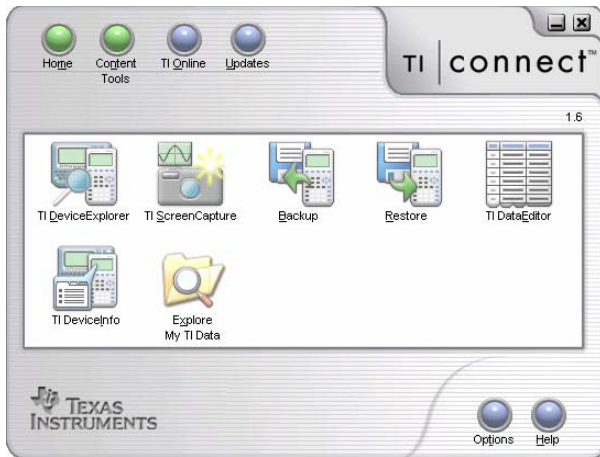 Home
Content
Tools
TI Online
Updates
TI connect™
1.6
TI DeviceExplorer
TI ScreenCapture
Backup
Restore
TI DataEditor
TI DeviceInfo
Explore
My TI Data
TEXAS
INSTRUMENTS
Options
Help